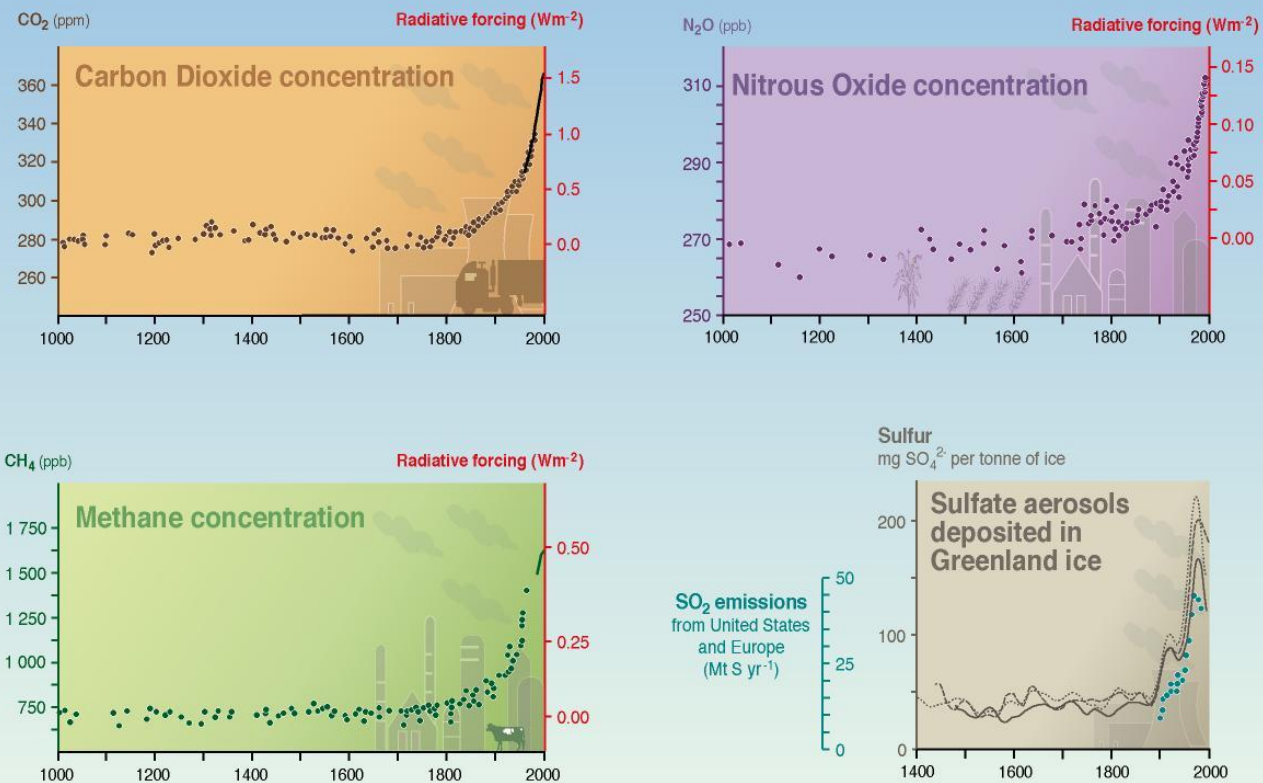 CO₂ (ppm)
Radiative forcing (Wm⁻²)
Carbon Dioxide concentration
360
340
320
300
280
260
1.5
1.0
0.5
0.0
1000 1200 1400 1600 1800 2000
N₂O (ppb)
Radiative forcing (Wm⁻²)
Nitrous Oxide concentration
310
290
270
250
0.15
0.10
0.05
0.00
1000 1200 1400 1600 1800 2000
CH₄ (ppb)
Radiative forcing (Wm⁻²)
Methane concentration
1 750
1 500
1 250
1 000
750
0.50
0.25
0.00
1000 1200 1400 1600 1800 2000
Sulfur
mg SO₄²⁻ per tonne of ice
Sulfate aerosols
deposited in
Greenland ice
200
100
0
SO₂ emissions
from United States
and Europe
(Mt S yr⁻¹)
50
25
0
1400 1600 1800 2000